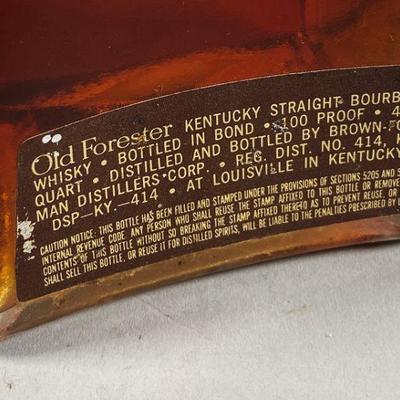 Old Forester KENTUCKY STRAIGHT BOURB
WHISKY • BOTTLED IN BOND • 100 PROOF • 4
QUART • DISTILLED AND BOTTLED BY BROWN-FO
MAN DISTILLERS CORP. • REG. DIST. NO. 414, K
DSP-KY.-414 • AT LOUISVILLE IN KENTUCK
CAUTION NOTICE: THIS BOTTLE HAS BEEN FILLED AND STAMPED UNDER THE PROVISIONS OF SECTIONS 5205 AND 5
INTERNAL REVENUE CODE. ANY PERSON WHO SHALL REUSE THE STAMP AFFIXED TO THIS BOTTLE OR REMOVE
CONTENTS OF THIS BOTTLE WITHOUT SO BREAKING THE STAMP AFFIXED THERETO AS TO PREVENT REUSE, OR
SHALL SELL THIS BOTTLE, OR REUSE IT FOR DISTILLED SPIRITS, WILL BE LIABLE TO THE PENALTIES PRESCRIBED BY